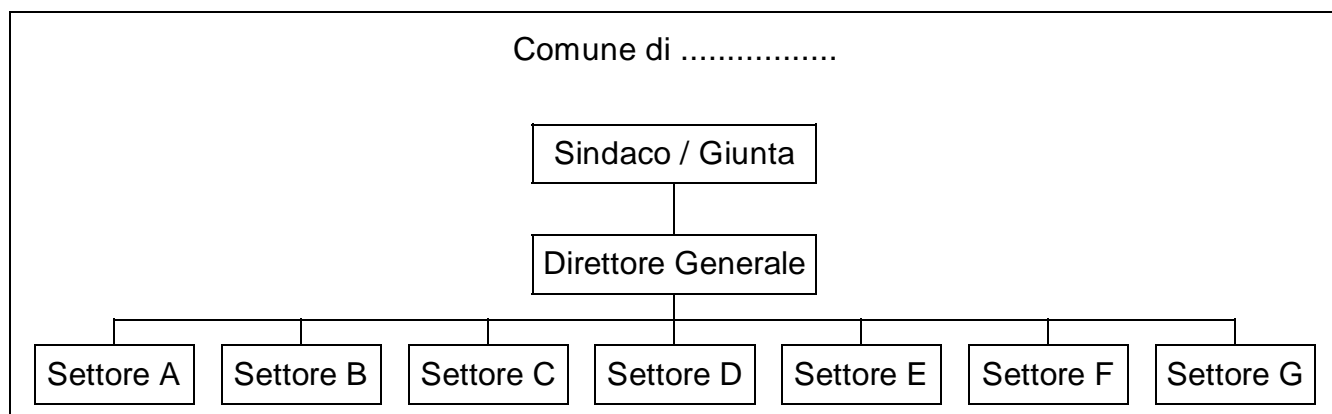 Comune di .................
Sindaco / Giunta
Direttore Generale
Settore A Settore B Settore C Settore D Settore E Settore F Settore G